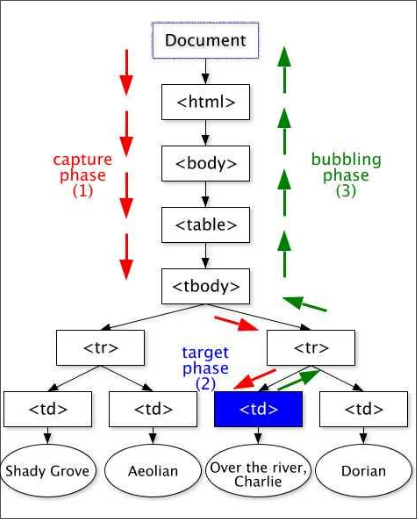 Document
<html>
capture
phase
(1)
<body>
bubbling
phase
(3)
<table>
<tbody>
<tr>
target
phase
(2)
<tr>
<td>
<td>
<td>
<td>
Shady Grove
Aeolian
Over the river,
Charlie
Dorian